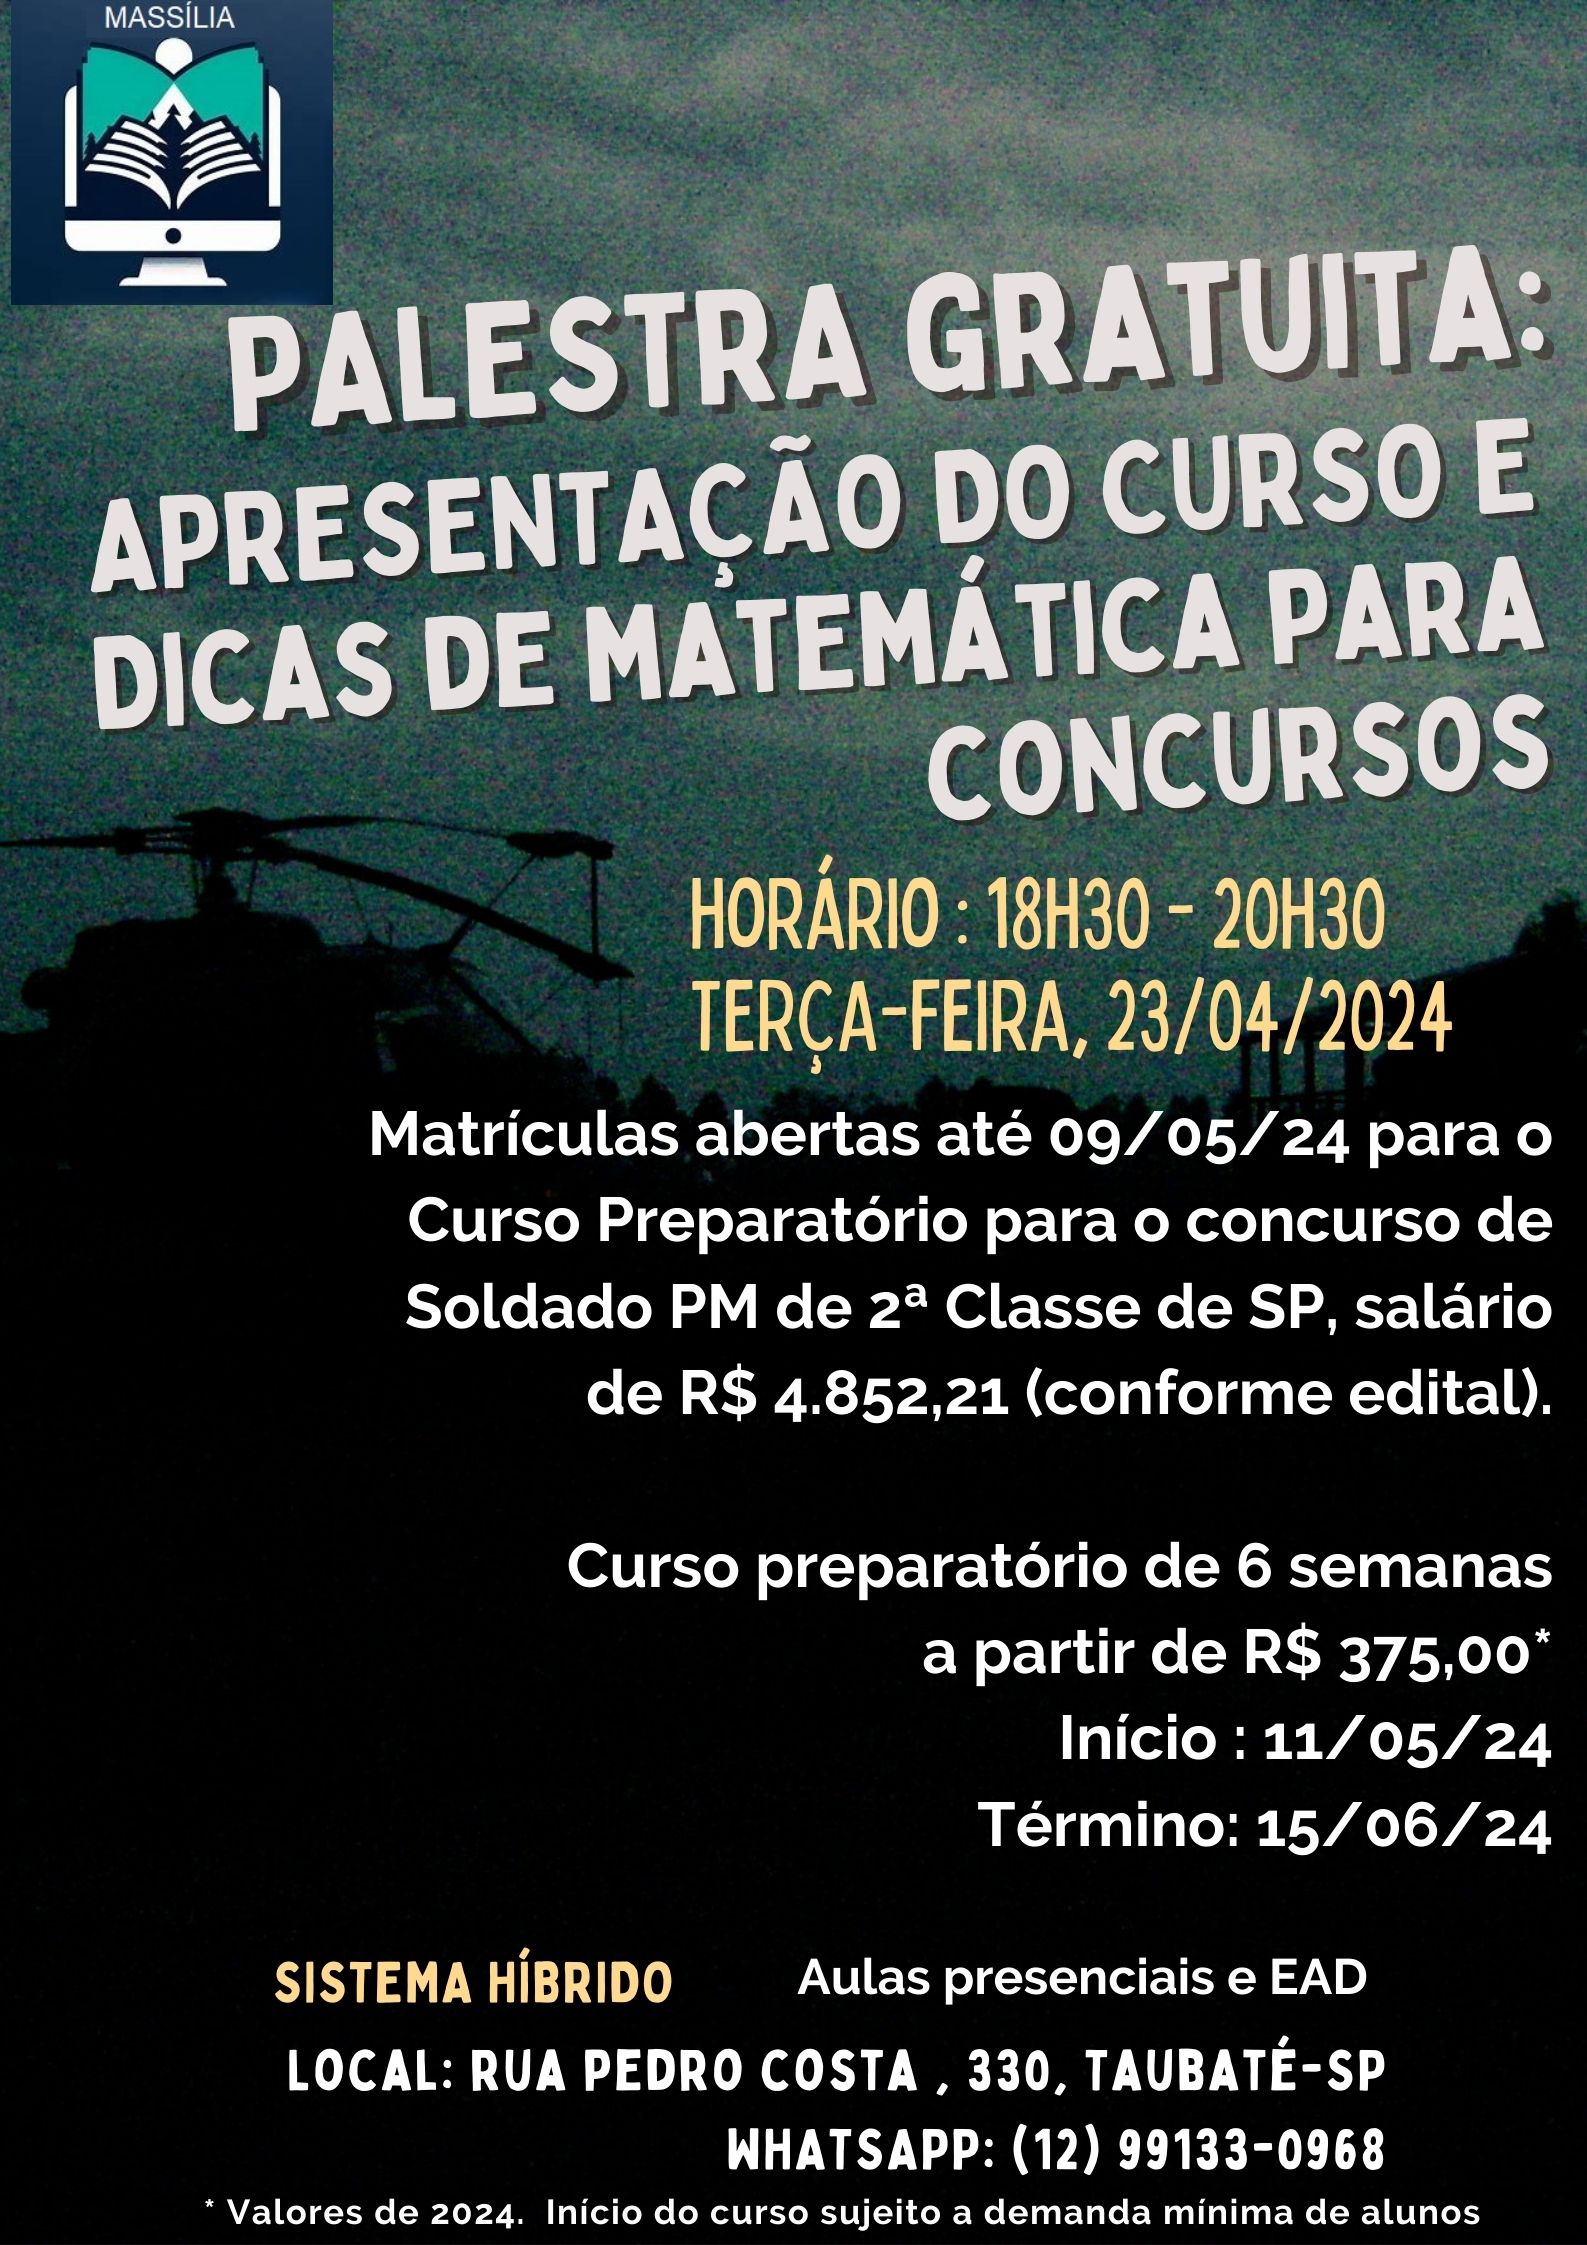 MASSÍLIA
PALESTRA GRATUITA:
APRESENTAÇÃO DO CURSO E
DICAS DE MATEMÁTICA PARA
CONCURSOS
HORÁRIO : 18H30 - 20H30
TERÇA-FEIRA, 23/04/2024
Matrículas abertas até 09/05/24 para o
Curso Preparatório para o concurso de
Soldado PM de 2ª Classe de SP, salário
de R$ 4.852,21 (conforme edital).
Curso preparatório de 6 semanas
a partir de R$ 375,00*
Início : 11/05/24
Término: 15/06/24
SISTEMA HÍBRIDO Aulas presenciais e EAD
LOCAL: RUA PEDRO COSTA , 330, TAUBATÉ-SP
WHATSAPP: (12) 99133-0968
* Valores de 2024. Início do curso sujeito a demanda mínima de alunos